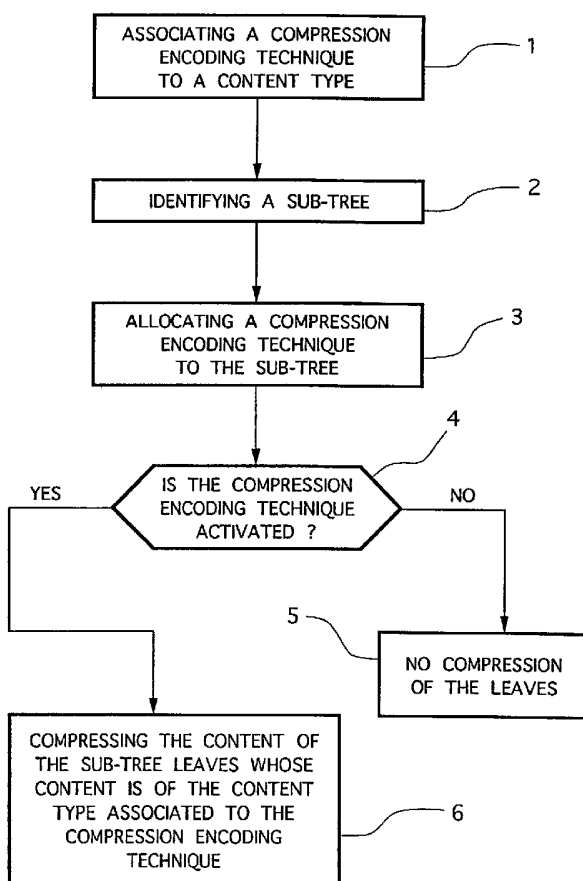 ASSOCIATING A COMPRESSION
ENCODING TECHNIQUE
TO A CONTENT TYPE
1
IDENTIFYING A SUB-TREE
2
ALLOCATING A COMPRESSION
ENCODING TECHNIQUE
TO THE SUB-TREE
3
4
YES
IS THE COMPRESSION
ENCODING TECHNIQUE
ACTIVATED ?
NO
5
NO COMPRESSION
OF THE LEAVES
COMPRESSING THE CONTENT OF
THE SUB-TREE LEAVES WHOSE
CONTENT IS OF THE CONTENT
TYPE ASSOCIATED TO THE
COMPRESSION ENCODING
TECHNIQUE
6